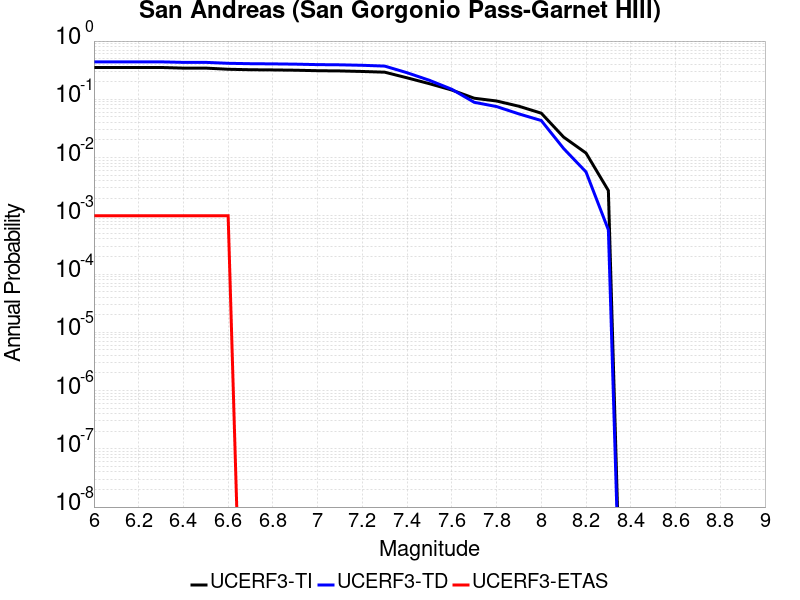 San Andreas (San Gorgonio Pass-Garnet HIll)
10^0
10^-1
10^-2
10^-3
10^-4
10^-5
10^-6
10^-7
10^-8
Annual Probability
6 6.2 6.4 6.6 6.8 7 7.2 7.4 7.6 7.8 8 8.2 8.4 8.6 8.8 9
Magnitude
UCERF3-TI UCERF3-TD UCERF3-ETAS